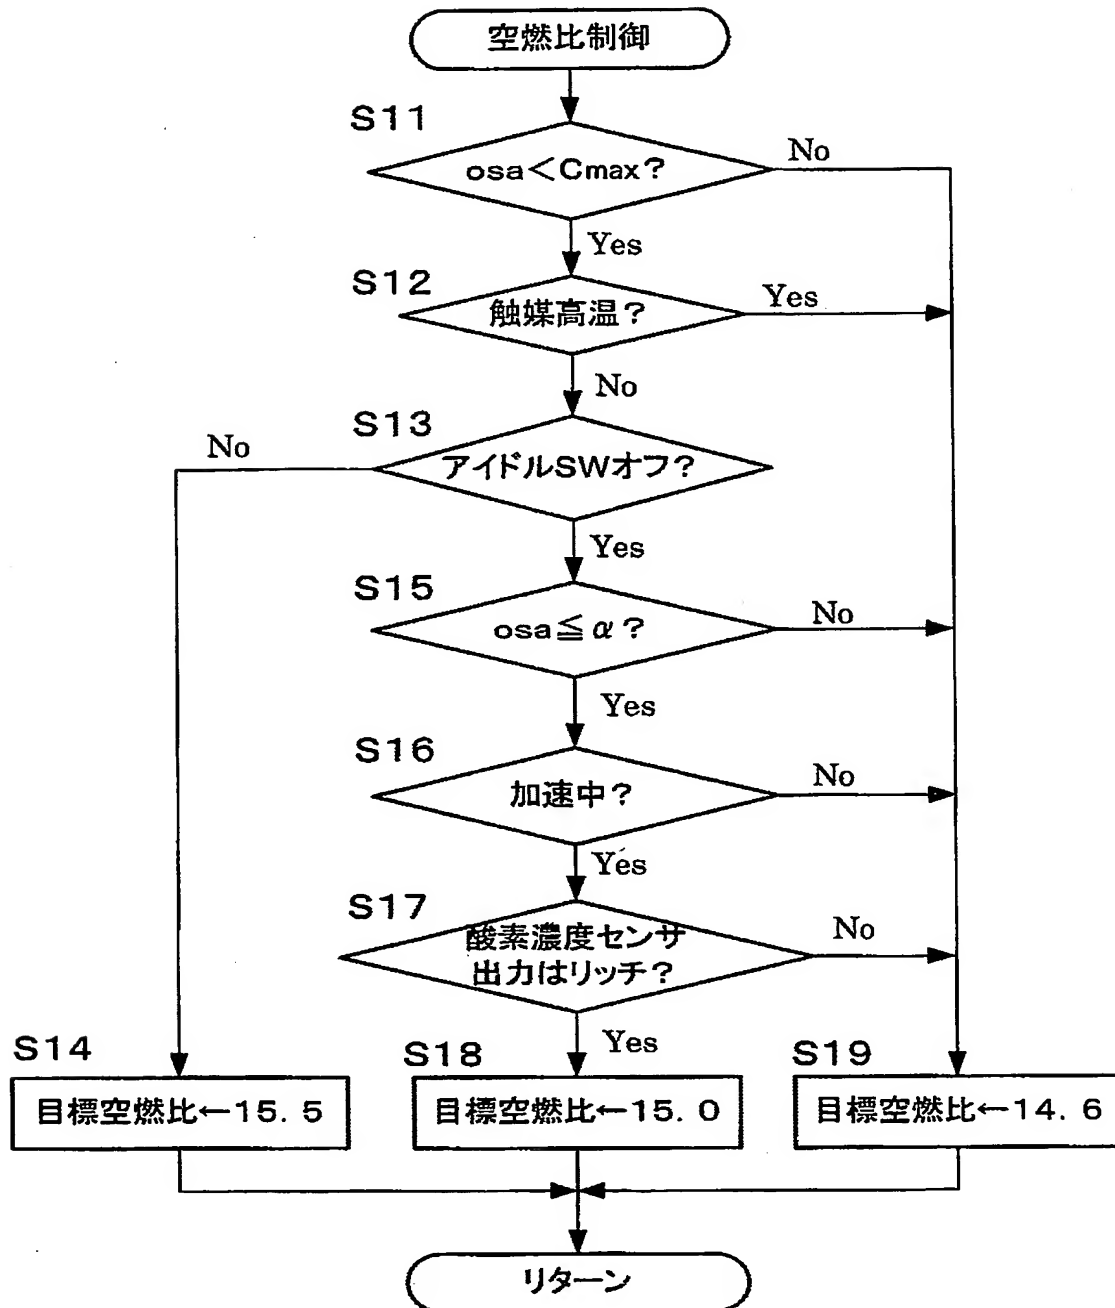 空燃比制御
S11
osa<Cmax?
No
Yes
S12
触媒高温?
Yes
No
S13
No
アイドルSWオフ?
Yes
S15
osa≦α?
No
Yes
S16
加速中?
No
Yes
S17
酸素濃度センサ
出力はリッチ?
No
Yes
S14
S18
S19
目標空燃比←15.5
目標空燃比←15.0
目標空燃比←14.6
リターン